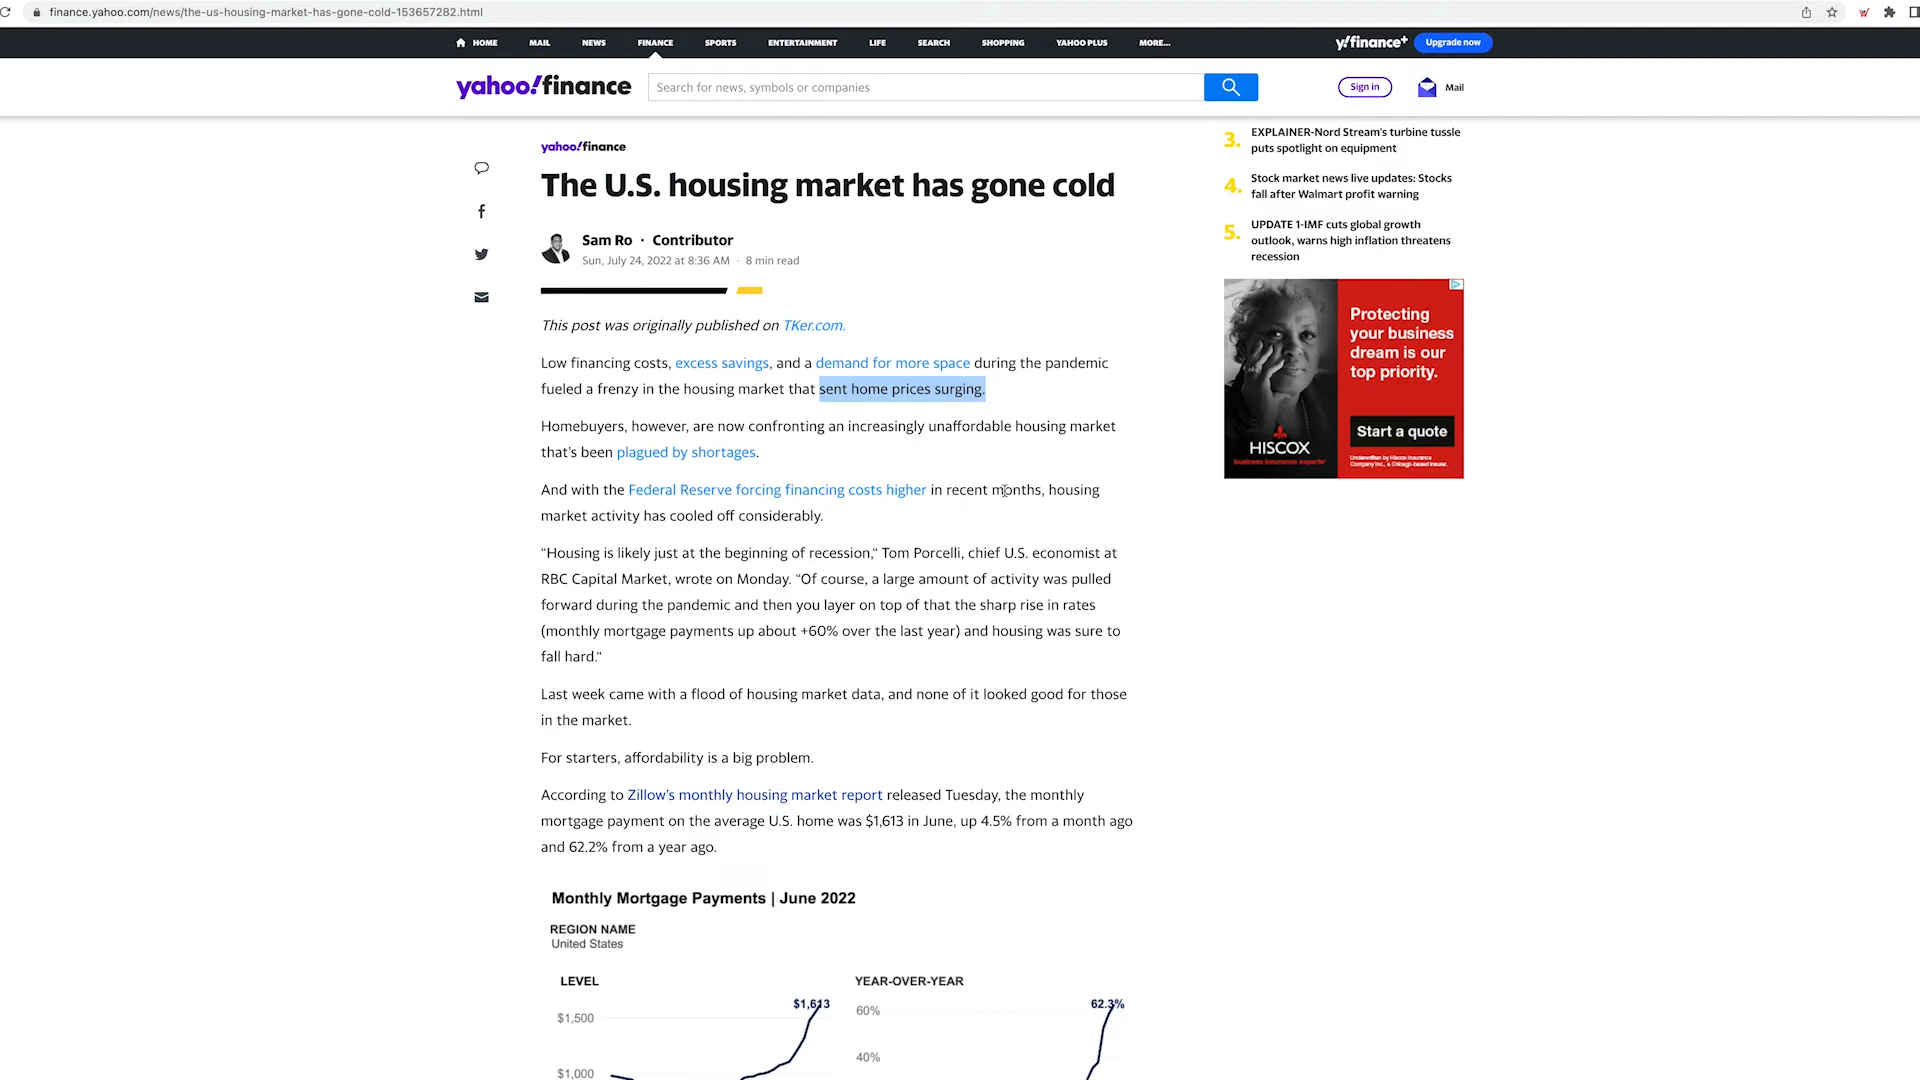 finance.yahoo.com/news/the-us-housing-market-has-gone-cold-153657282.html
HOME MAIL NEWS FINANCE SPORTS ENTERTAINMENT LIFE SEARCH SHOPPING YAHOO PLUS MORE...
y!finance+ Upgrade now
yahoo!finance
Search for news, symbols or companies
Sign in
Mail
yahoo!finance
The U.S. housing market has gone cold
Sam Ro · Contributor
Sun, July 24, 2022 at 8:36 AM · 8 min read
This post was originally published on TKer.com.
Low financing costs, excess savings, and a demand for more space during the pandemic
fueled a frenzy in the housing market that sent home prices surging.
Homebuyers, however, are now confronting an increasingly unaffordable housing market
that’s been plagued by shortages.
And with the Federal Reserve forcing financing costs higher in recent months, housing
market activity has cooled off considerably.
“Housing is likely just at the beginning of recession,“ Tom Porcelli, chief U.S. economist at
RBC Capital Market, wrote on Monday. “Of course, a large amount of activity was pulled
forward during the pandemic and then you layer on top of that the sharp rise in rates
(monthly mortgage payments up about +60% over the last year) and housing was sure to
fall hard.“
Last week came with a flood of housing market data, and none of it looked good for those
in the market.
For starters, affordability is a big problem.
According to Zillow’s monthly housing market report released Tuesday, the monthly
mortgage payment on the average U.S. home was $1,613 in June, up 4.5% from a month ago
and 62.2% from a year ago.
Monthly Mortgage Payments | June 2022
REGION NAME
United States
LEVEL
$1,613
$1,500
$1,000
YEAR-OVER-YEAR
62.3%
60%
40%
3. EXPLAINER-Nord Stream's turbine tussle
puts spotlight on equipment
4. Stock market news live updates: Stocks
fall after Walmart profit warning
5. UPDATE 1-IMF cuts global growth
outlook, warns high inflation threatens
recession
Protecting
your business
dream is our
top priority.
Start a quote
HISCOX
business insurance experts
Underwritten by Hiscox Insurance
Company Inc., a Chicago-based insurer.